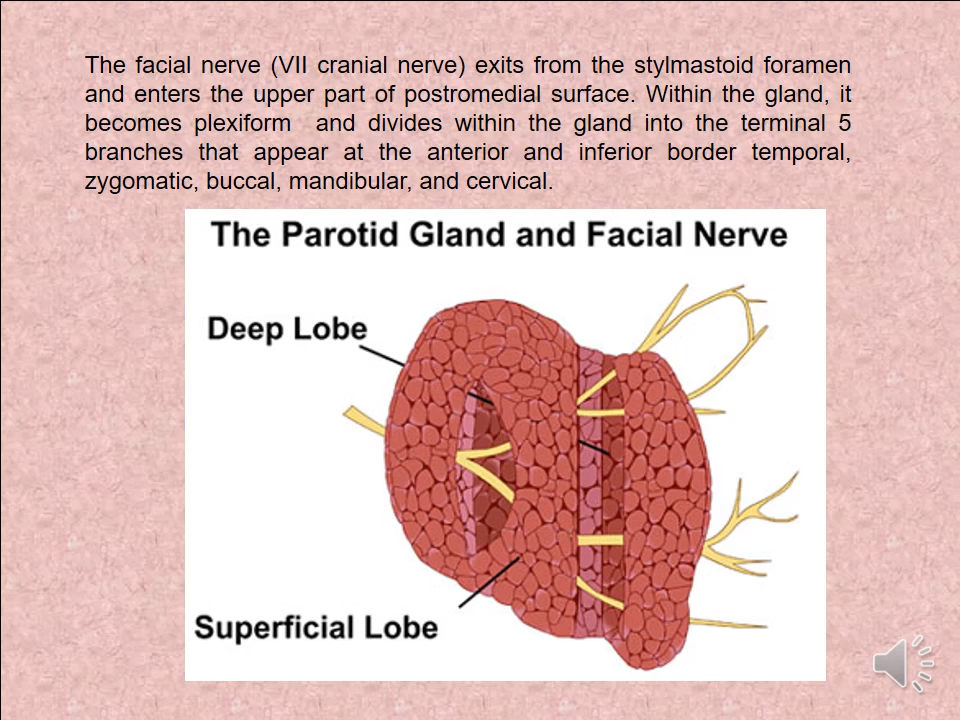 The facial nerve (VII cranial nerve) exits from the stylmastoid foramen
and enters the upper part of postromedial surface. Within the gland, it
becomes plexiform and divides within the gland into the terminal 5
branches that appear at the anterior and inferior border temporal,
zygomatic, buccal, mandibular, and cervical.
The Parotid Gland and Facial Nerve
Deep Lobe
Superficial Lobe